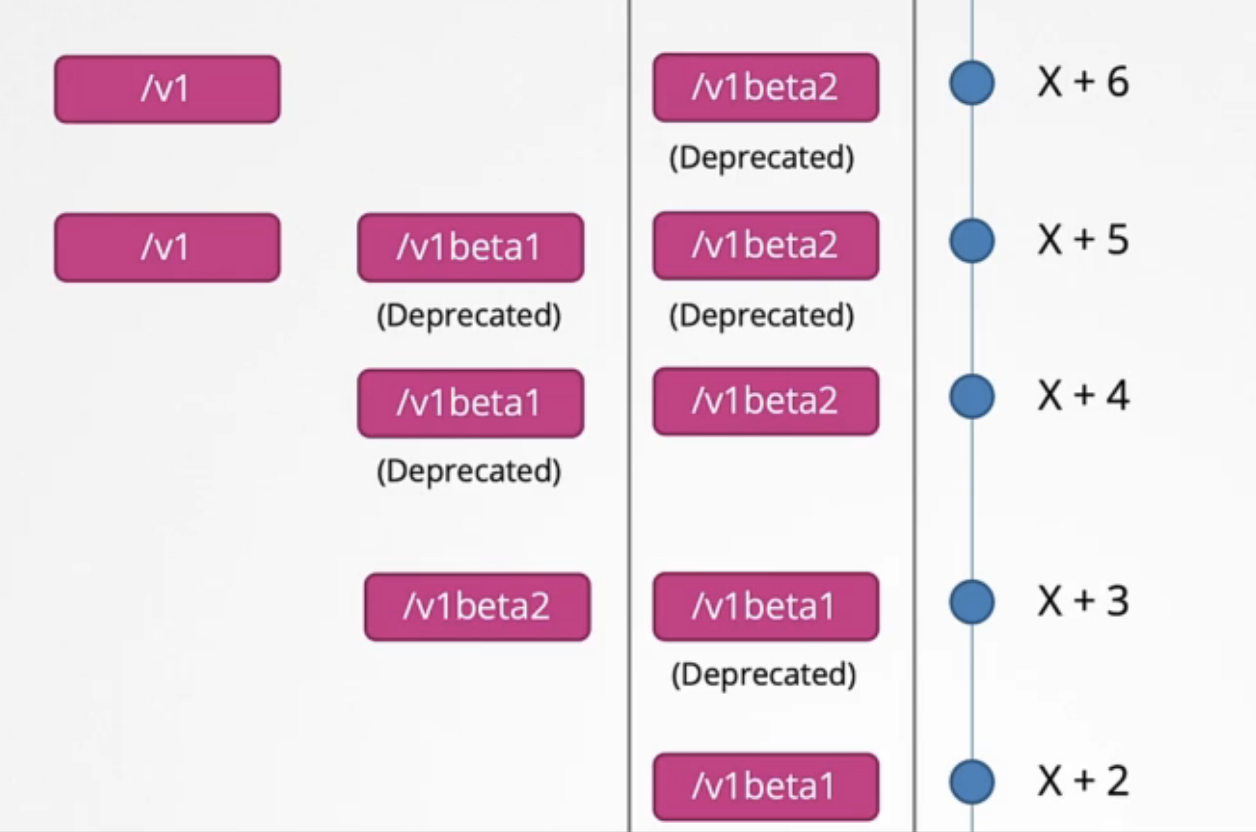 /v1 /v1beta2 X + 6
(Deprecated)
/v1 /v1beta1 /v1beta2 X + 5
(Deprecated) (Deprecated)
/v1beta1 /v1beta2 X + 4
(Deprecated)
/v1beta2 /v1beta1 X + 3
(Deprecated)
/v1beta1 X + 2